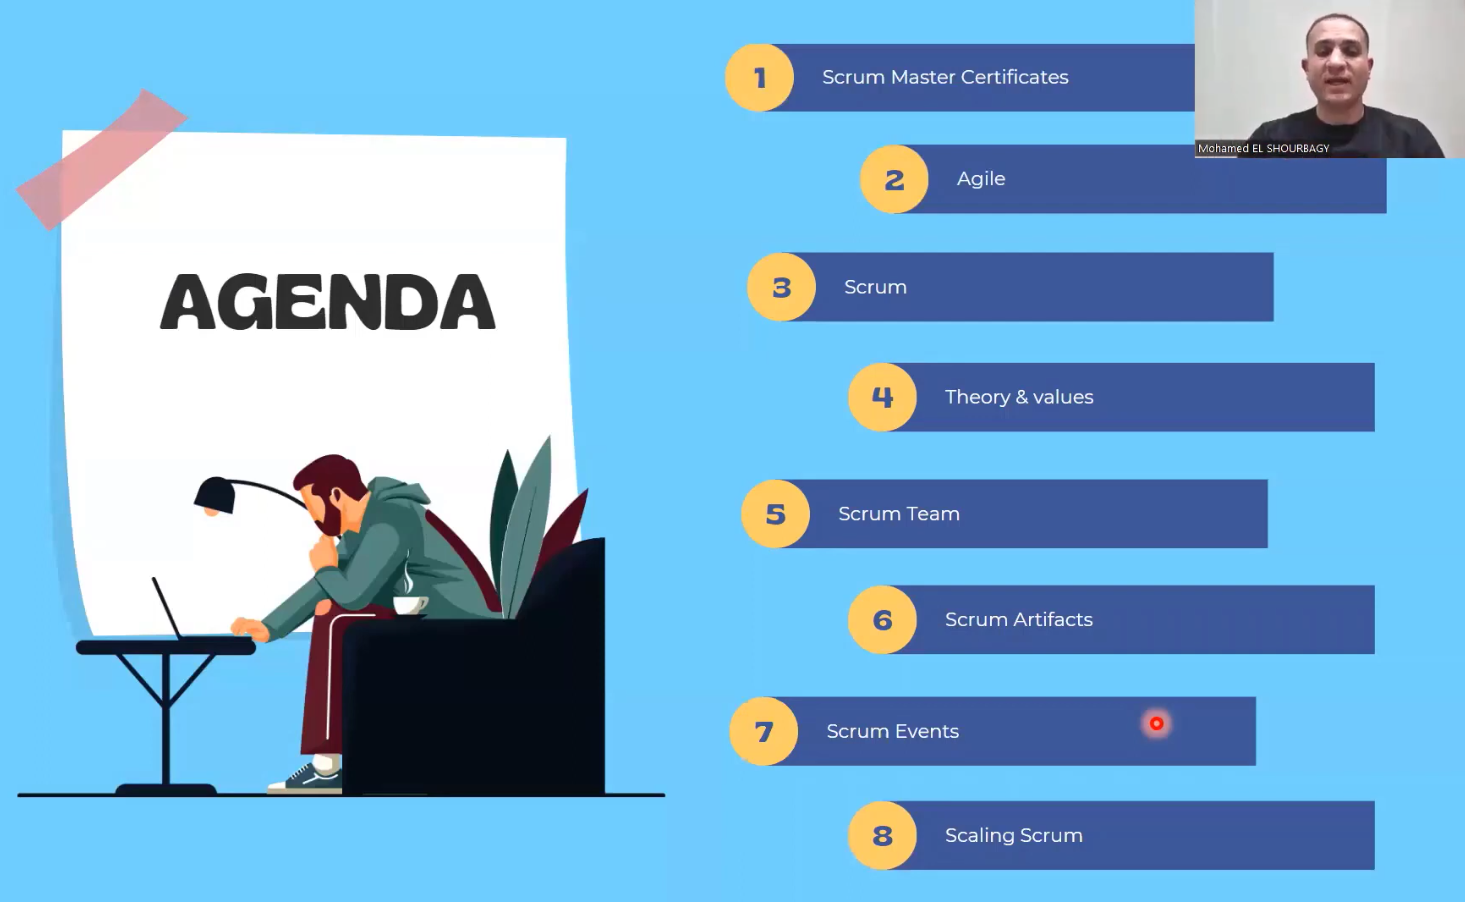 AGENDA
1
Scrum Master Certificates
2
Agile
3
Scrum
4
Theory & values
5
Scrum Team
6
Scrum Artifacts
7
Scrum Events
8
Scaling Scrum
Mohamed EL SHOURBAGY